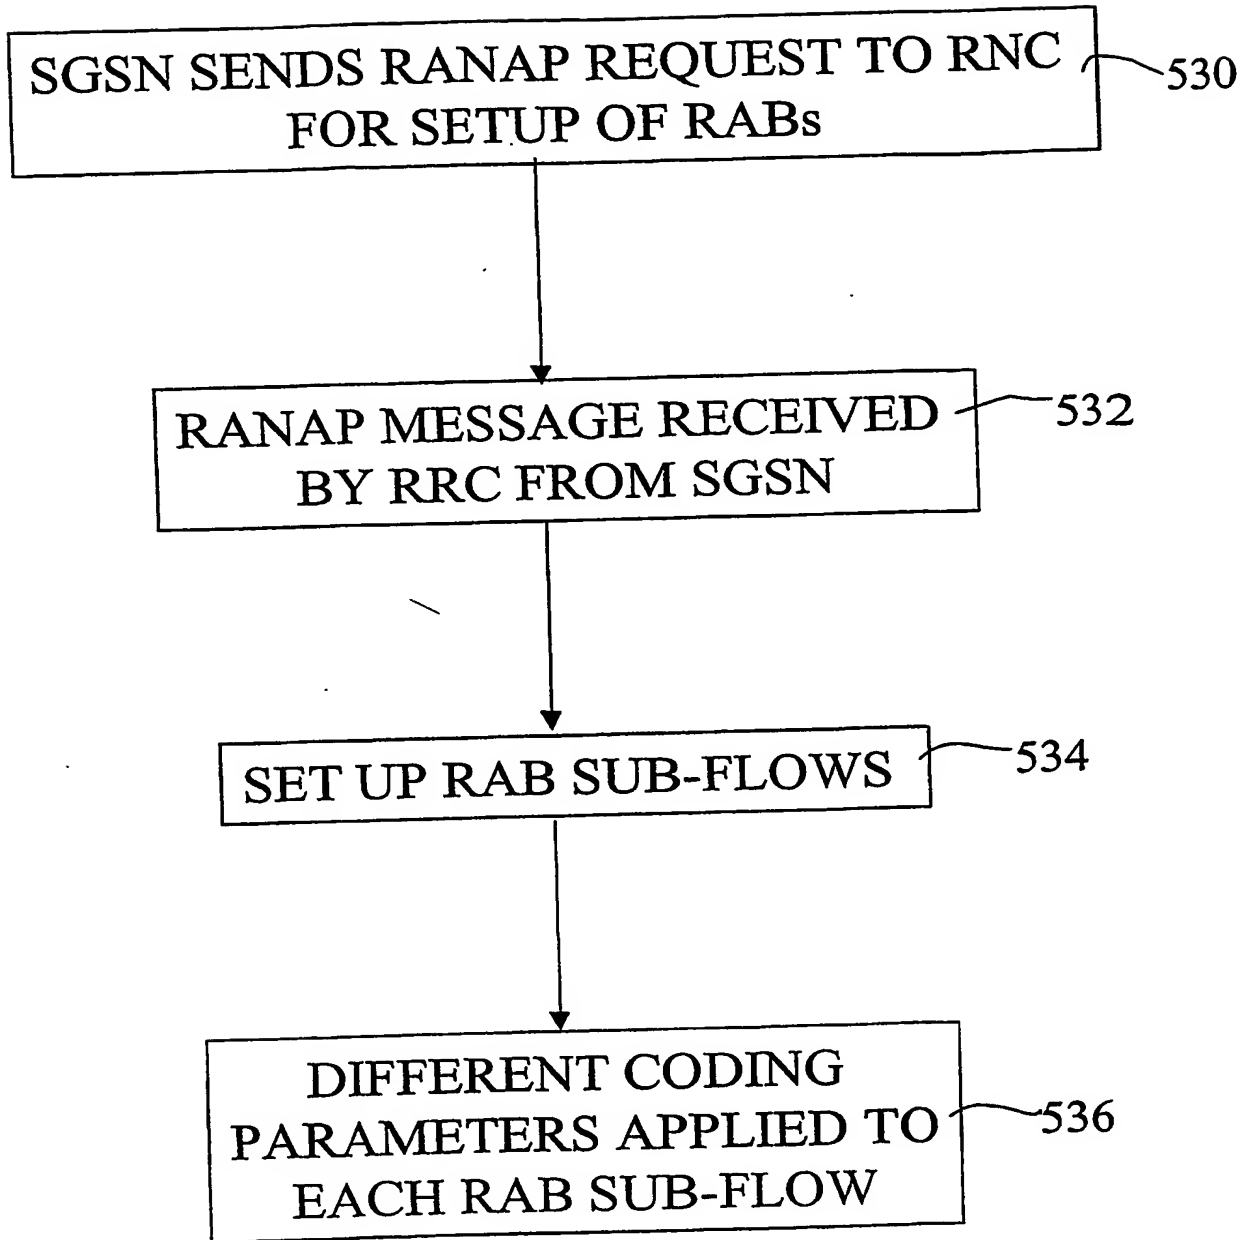 SGSN SENDS RANAP REQUEST TO RNC
FOR SETUP OF RABs
530
RANAP MESSAGE RECEIVED
BY RRC FROM SGSN
532
SET UP RAB SUB-FLOWS
534
DIFFERENT CODING
PARAMETERS APPLIED TO
EACH RAB SUB-FLOW
536